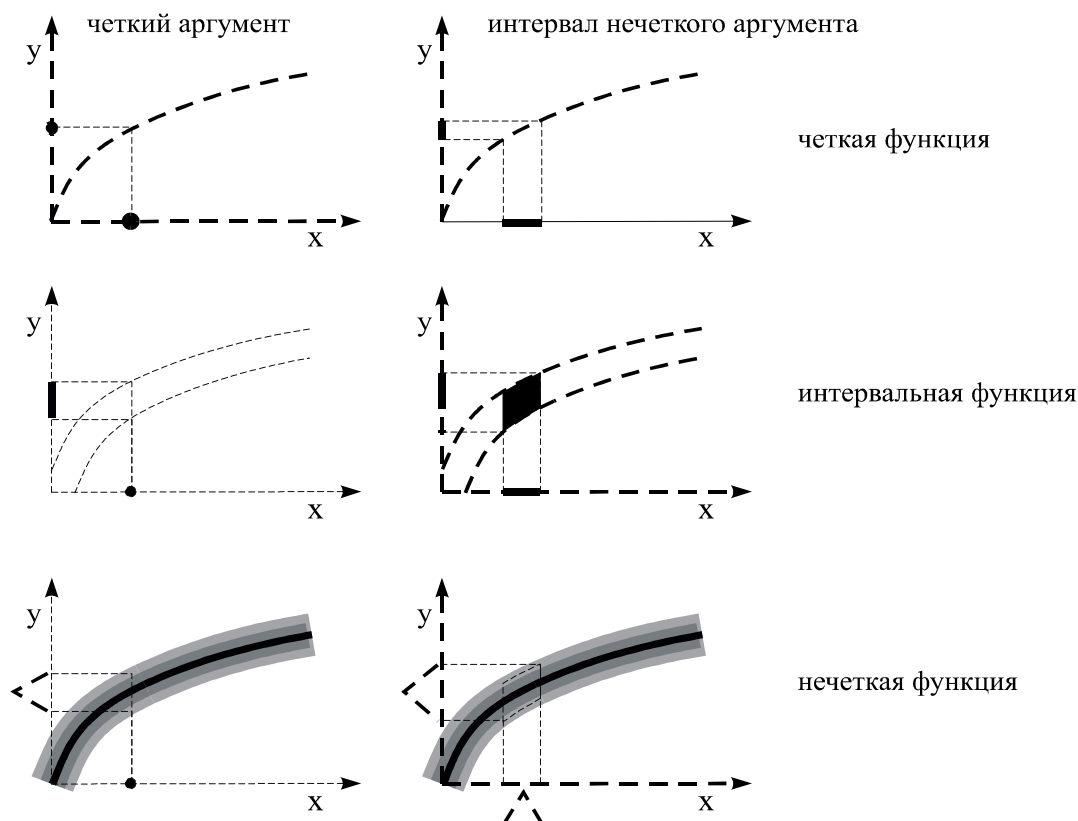 четкий аргумент
интервал нечеткого аргумента
y
y
четкая функция
x
x
y
y
интервальная функция
x
x
y
y
нечеткая функция
x
x